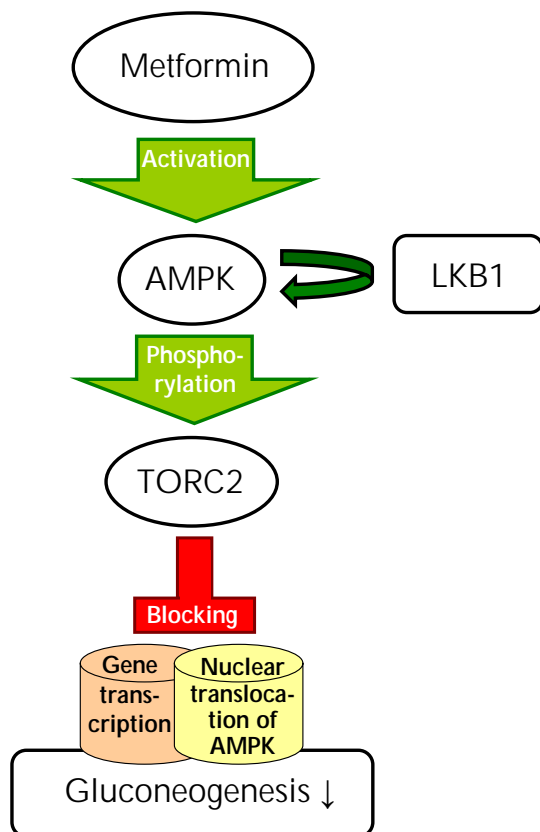 Metformin
Activation
AMPK
LKB1
Phospho-
rylation
TORC2
Blocking
Gene
trans-
cription
Nuclear
transloca-
tion of
AMPK
Gluconeogenesis ↓